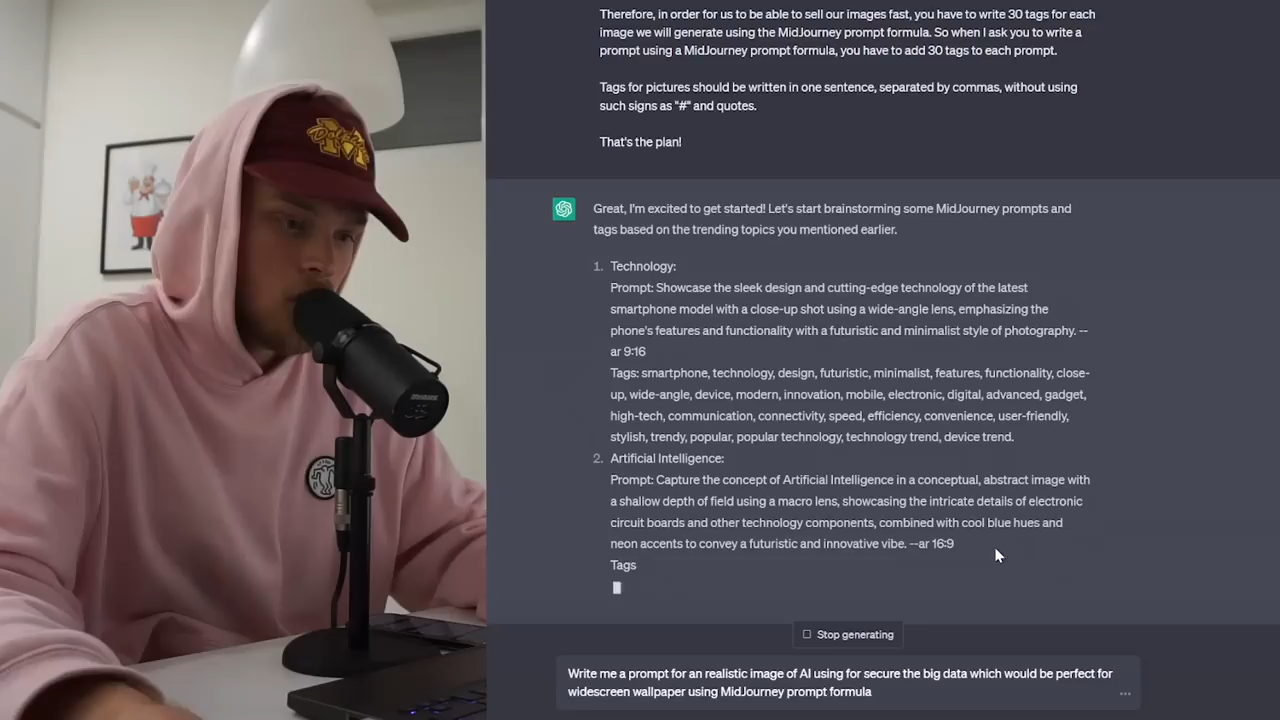 Therefore, in order for us to be able to sell our images fast, you have to write 30 tags for each
image we will generate using the MidJourney prompt formula. So when I ask you to write a
prompt using a MidJourney prompt formula, you have to add 30 tags to each prompt.
Tags for pictures should be written in one sentence, separated by commas, without using
such signs as "#" and quotes.
That's the plan!
Great, I'm excited to get started! Let's start brainstorming some MidJourney prompts and
tags based on the trending topics you mentioned earlier.
1. Technology:
Prompt: Showcase the sleek design and cutting-edge technology of the latest
smartphone model with a close-up shot using a wide-angle lens, emphasizing the
phone's features and functionality with a futuristic and minimalist style of photography. --
ar 9:16
Tags: smartphone, technology, design, futuristic, minimalist, features, functionality, close-
up, wide-angle, device, modern, innovation, mobile, electronic, digital, advanced, gadget,
high-tech, communication, connectivity, speed, efficiency, convenience, user-friendly,
stylish, trendy, popular, popular technology, technology trend, device trend.
2. Artificial Intelligence:
Prompt: Capture the concept of Artificial Intelligence in a conceptual, abstract image with
a shallow depth of field using a macro lens, showcasing the intricate details of electronic
circuit boards and other technology components, combined with cool blue hues and
neon accents to convey a futuristic and innovative vibe. --ar 16:9
Tags
Stop generating
Write me a prompt for an realistic image of AI using for secure the big data which would be perfect for
widescreen wallpaper using MidJourney prompt formula